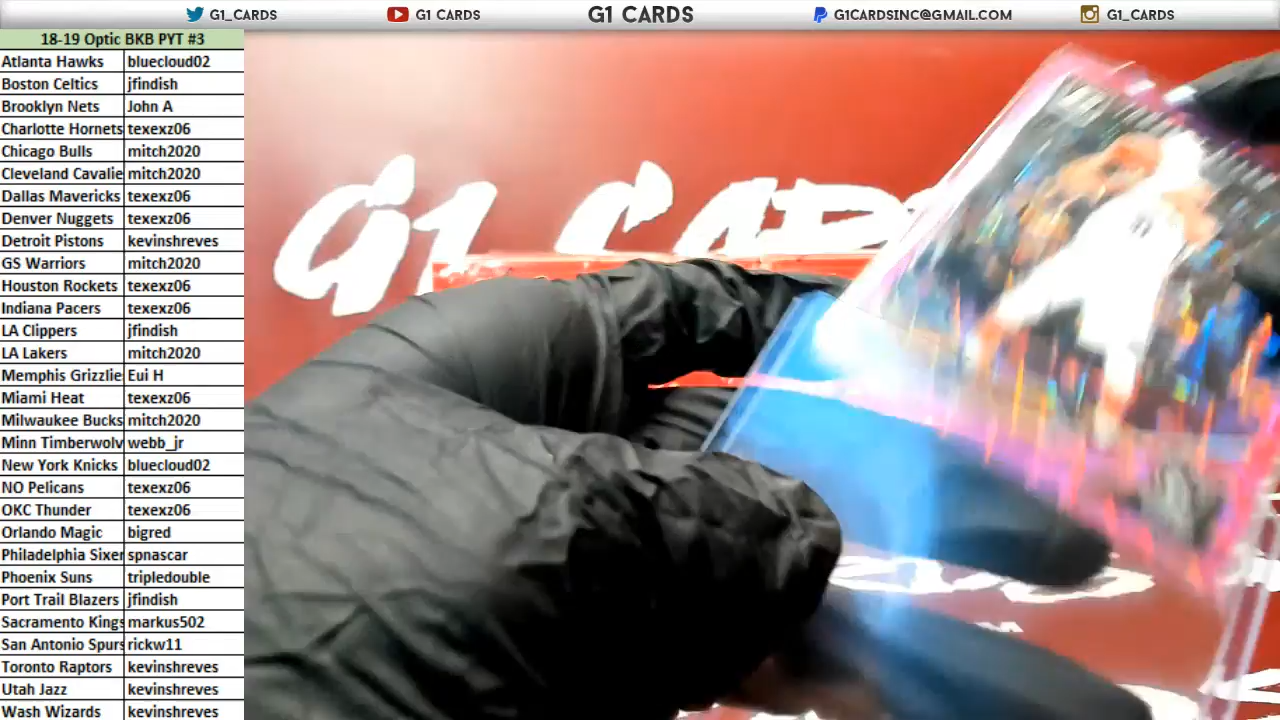 G1_CARDS G1 CARDS G1 CARDS G1CARDSINC@GMAIL.COM G1_CARDS
18-19 Optic BKB PYT #3
Atlanta Hawks bluecloud02
Boston Celtics jfindish
Brooklyn Nets John A
Charlotte Hornets texexz06
Chicago Bulls mitch2020
Cleveland Cavalie mitch2020
Dallas Mavericks texexz06
Denver Nuggets texexz06
Detroit Pistons kevinshreves
GS Warriors mitch2020
Houston Rockets texexz06
Indiana Pacers texexz06
LA Clippers jfindish
LA Lakers mitch2020
Memphis Grizzlie Eui H
Miami Heat texexz06
Milwaukee Bucks mitch2020
Minn Timberwolv webb_jr
New York Knicks bluecloud02
NO Pelicans texexz06
OKC Thunder texexz06
Orlando Magic bigred
Philadelphia Sixer spnascar
Phoenix Suns tripledouble
Port Trail Blazers jfindish
Sacramento Kings markus502
San Antonio Spurs rickw11
Toronto Raptors kevinshreves
Utah Jazz kevinshreves
Wash Wizards kevinshreves
G1 CARDS